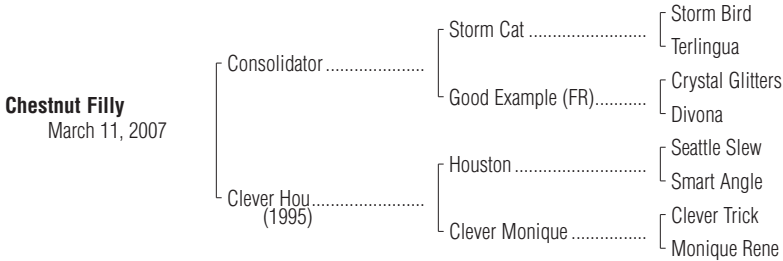 Storm Bird
Storm Cat ..............................
Terlingua
Consolidator.........................
Crystal Glitters
Good Example (FR)...........
Divona
Chestnut Filly
March 11, 2007
Seattle Slew
Houston ................................
Smart Angle
Clever Hou............................
(1995)
Clever Trick
Clever Monique ...................
Monique Rene